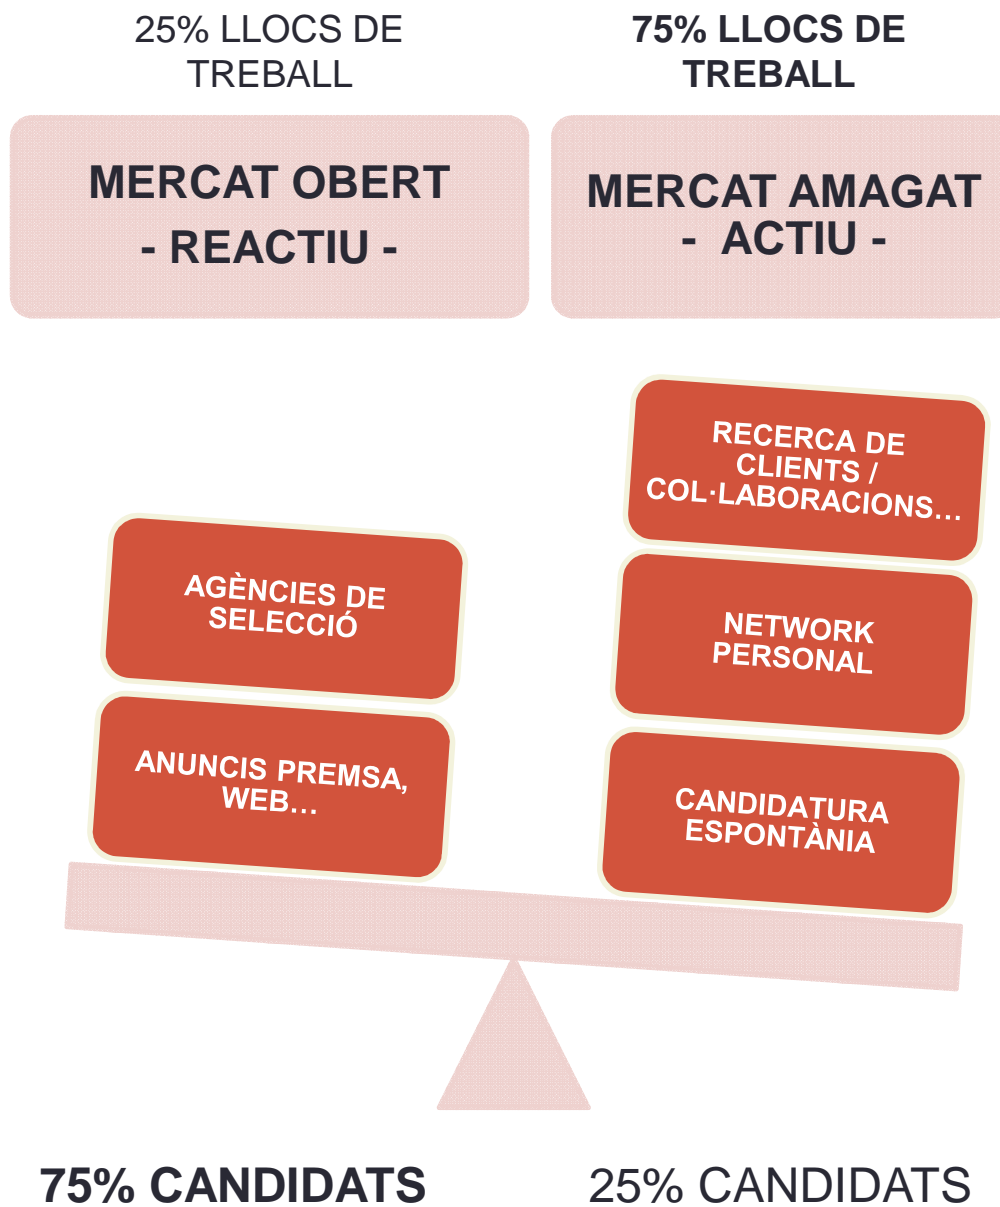 25% LLOCS DE
TREBALL
75% LLOCS DE
TREBALL
MERCAT OBERT
- REACTIU -
MERCAT AMAGAT
- ACTIU -
RECERCA DE
CLIENTS /
COL·LABORACIONS…
AGÈNCIES DE
SELECCIÓ
NETWORK
PERSONAL
ANUNCIS PREMSA,
WEB…
CANDIDATURA
ESPONTÀNIA
75% CANDIDATS
25% CANDIDATS